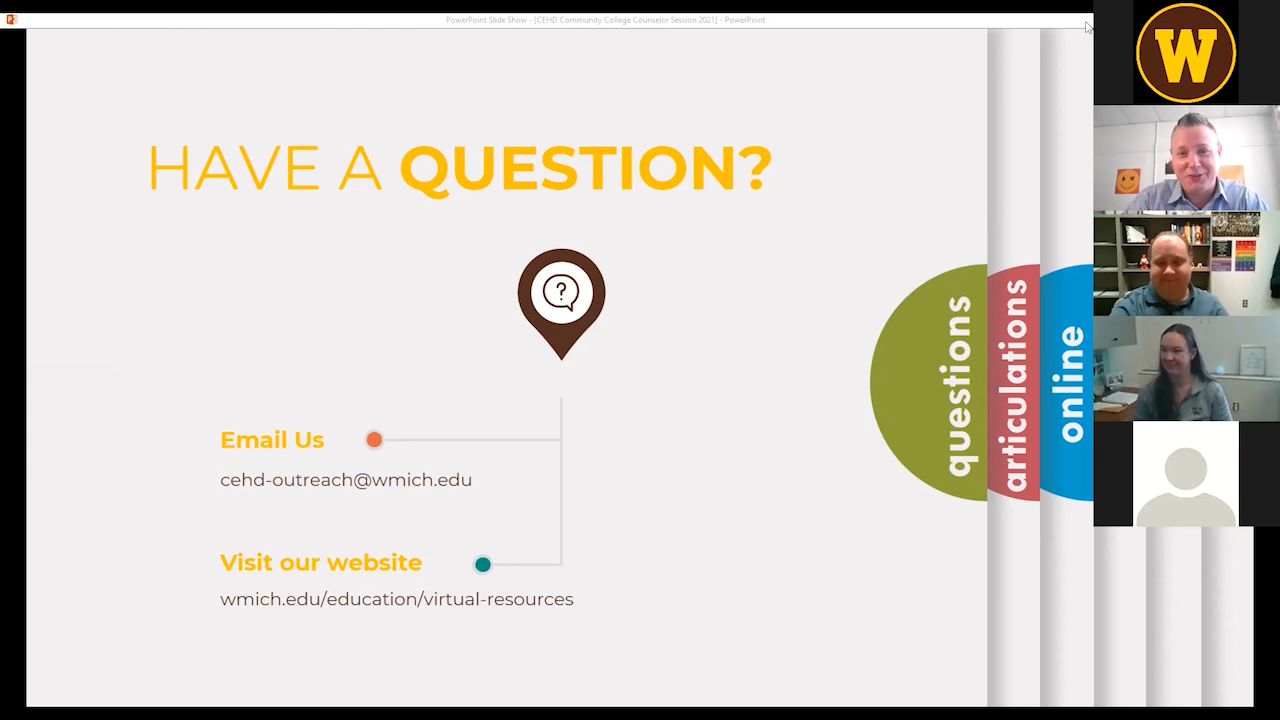 PowerPoint Slide Show - [CEHD Community College Counselor Session 2021] - PowerPoint
W
HAVE A QUESTION?
?
questions
articulations
online
Email Us
cehd-outreach@wmich.edu
Visit our website
wmich.edu/education/virtual-resources